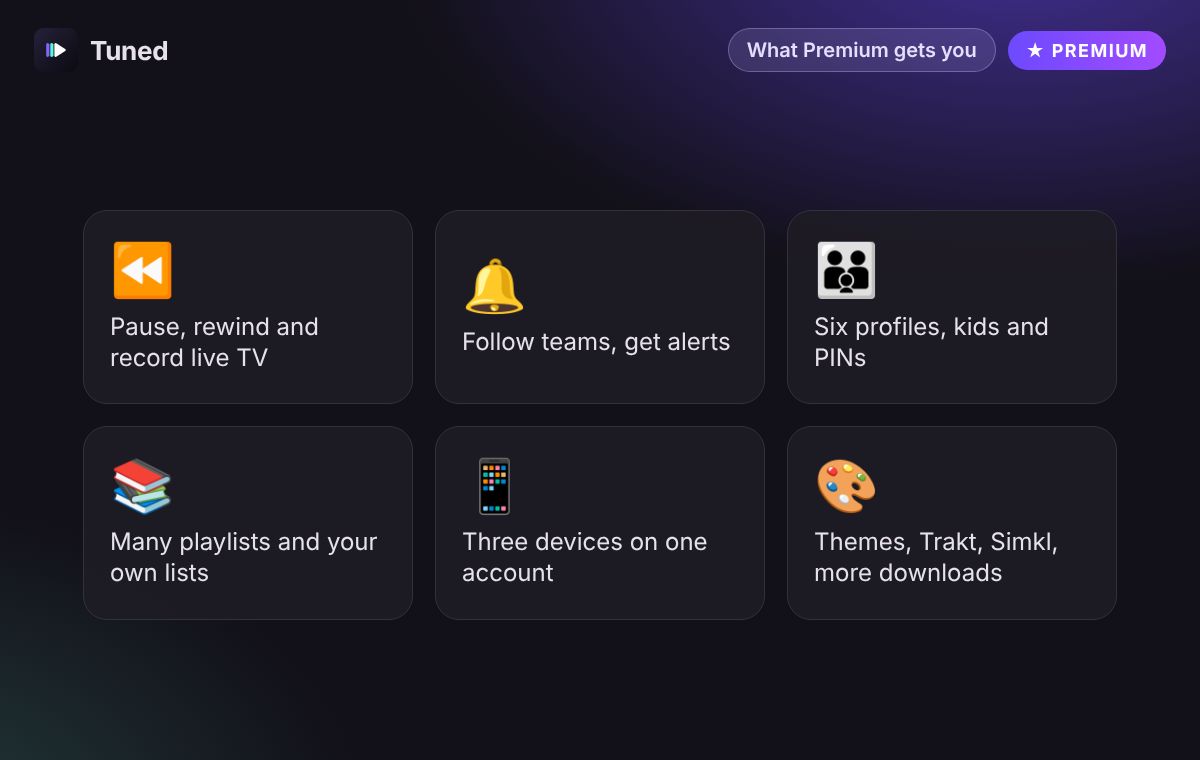 Tuned
What Premium gets you
★ PREMIUM
Pause, rewind and
record live TV
Follow teams, get alerts
Six profiles, kids and
PINs
Many playlists and your
own lists
Three devices on one
account
Themes, Trakt, Simkl,
more downloads